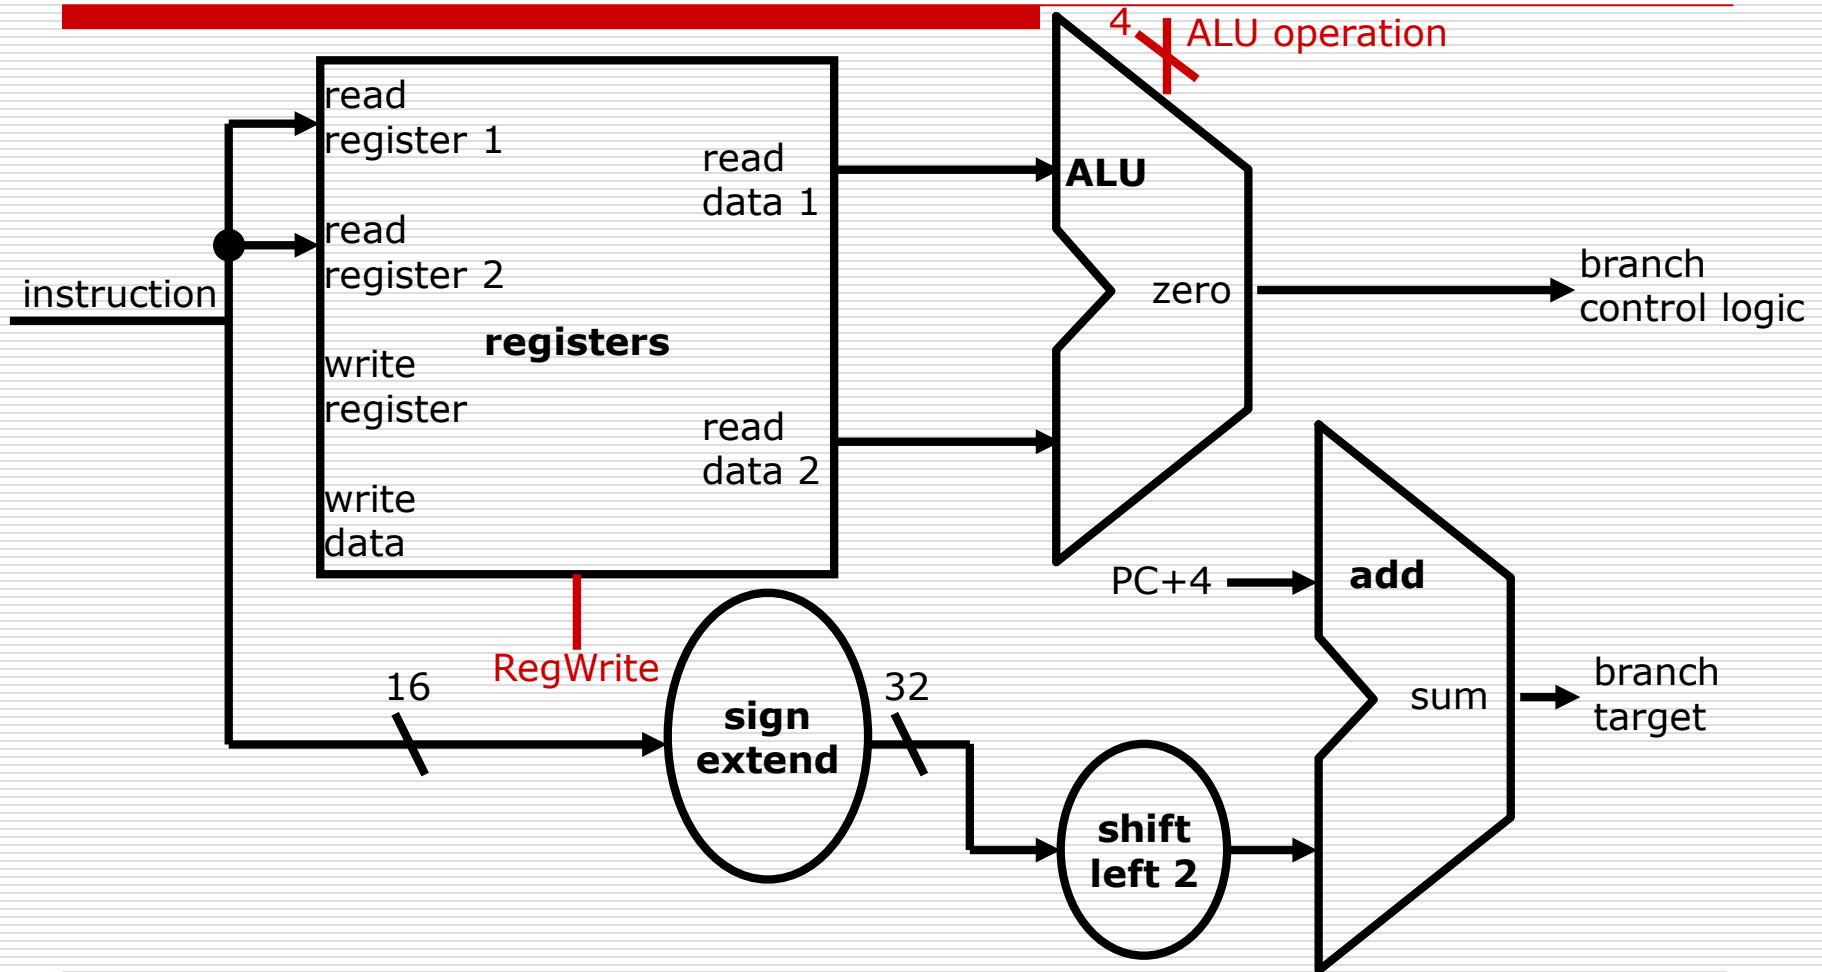 4
ALU operation
read
register 1
read
data 1
ALU
read
register 2
instruction
zero
branch
control logic
registers
write
register
read
data 2
write
data
PC+4
add
RegWrite
16
32
sign
extend
sum
branch
target
shift
left 2